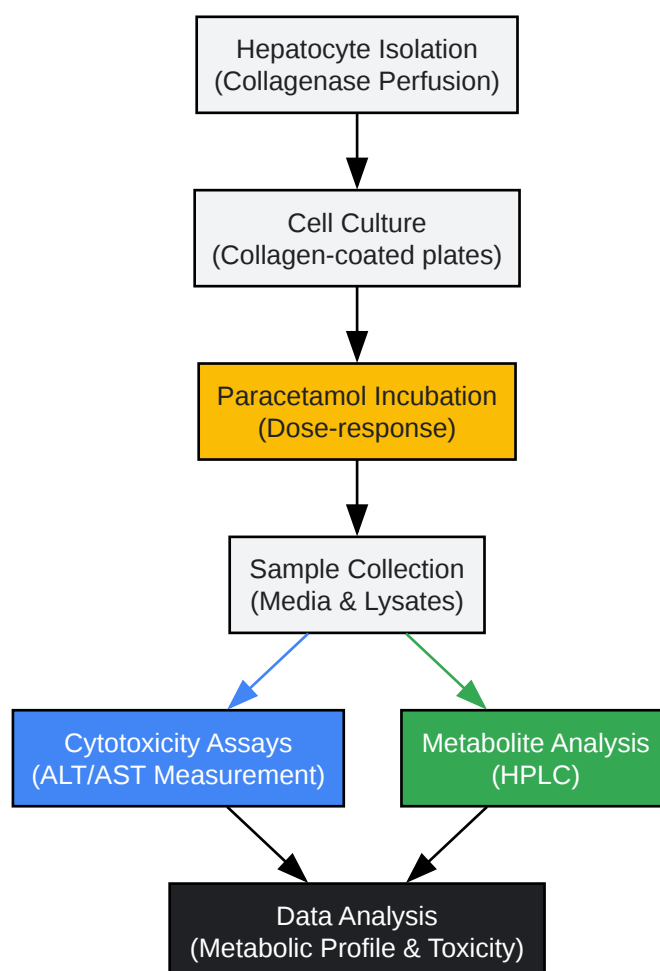 Hepatocyte Isolation
(Collagenase Perfusion)
Cell Culture
(Collagen-coated plates)
Paracetamol Incubation
(Dose-response)
Sample Collection
(Media & Lysates)
Cytotoxicity Assays
(ALT/AST Measurement)
Metabolite Analysis
(HPLC)
Data Analysis
(Metabolic Profile & Toxicity)